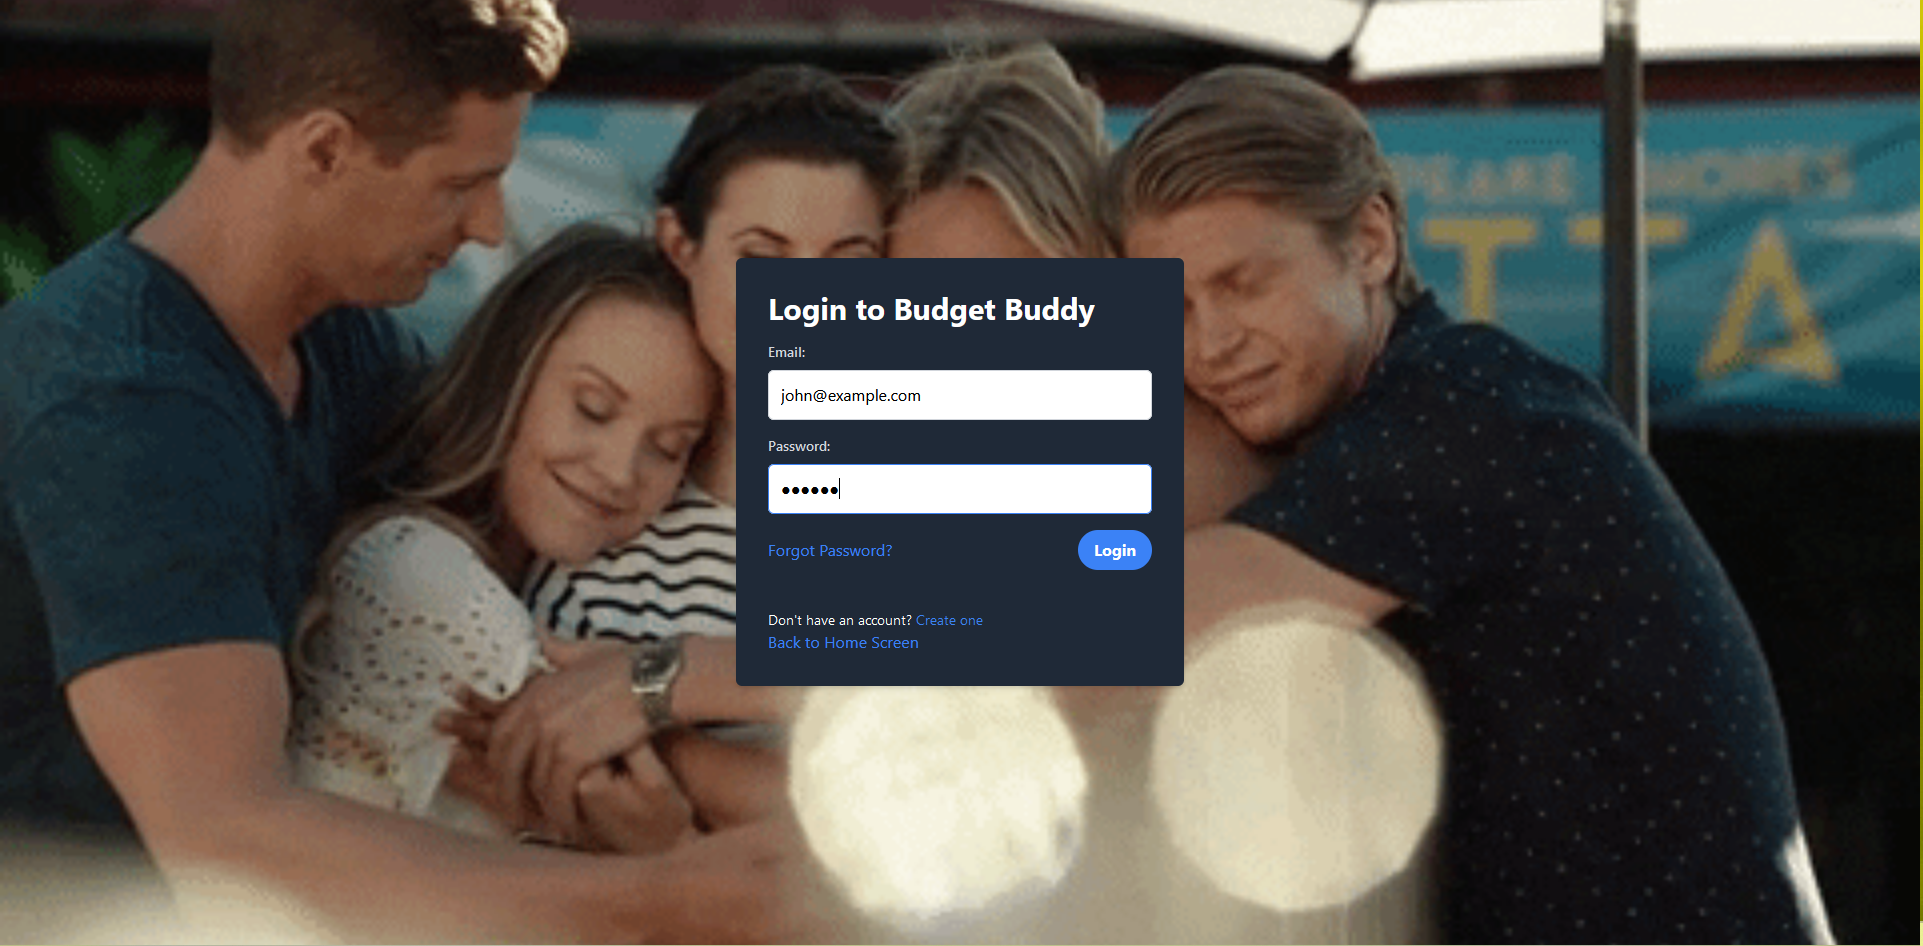 Login to Budget Buddy
Email:
john@example.com
Password:
••••••
Forgot Password?
Login
Don't have an account? Create one
Back to Home Screen